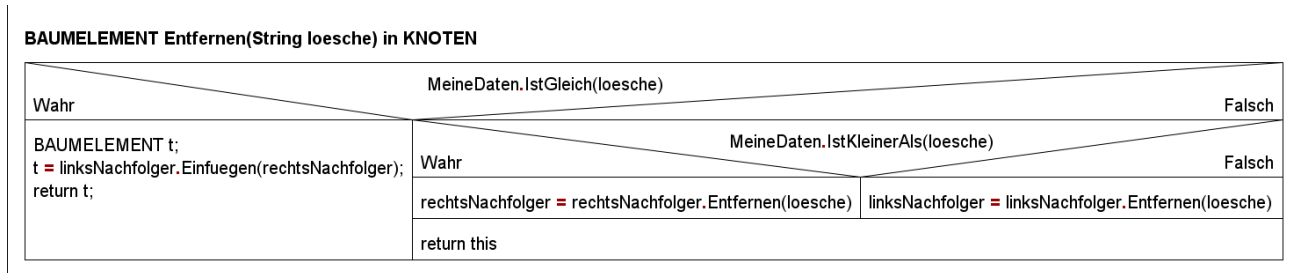 BAUMELEMENT Entfernen(String loesche) in KNOTEN
MeineDaten.IstGleich(loesche)
Wahr
Falsch
BAUMELEMENT t;
t = linksNachfolger.Einfuegen(rechtsNachfolger);
return t;
MeineDaten.IstKleinerAls(loesche)
Wahr
Falsch
rechtsNachfolger = rechtsNachfolger.Entfernen(loesche)
linksNachfolger = linksNachfolger.Entfernen(loesche)
return this